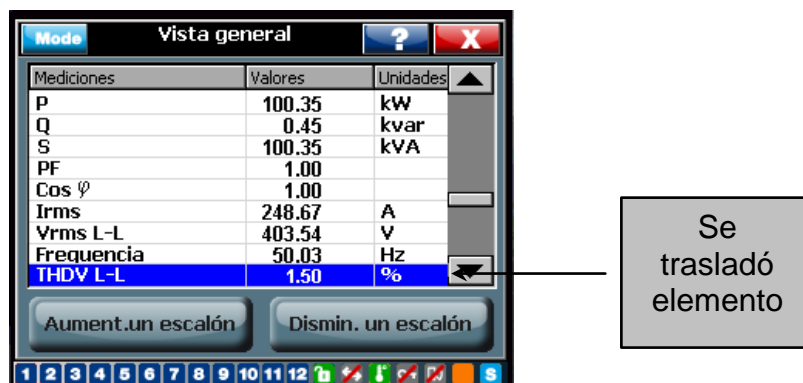 Mode Vista general ? X
Mediciones Valores Unidades
P 100.35 kW
Q 0.45 kvar
S 100.35 kVA
PF 1.00
Cos φ 1.00
Irms 248.67 A
Vrms L-L 403.54 V
Frequencia 50.03 Hz
THDV L-L 1.50 %
Se
trasladó
elemento
Aument.un escalón Dismin. un escalón
1 2 3 4 5 6 7 8 9 10 11 12 S